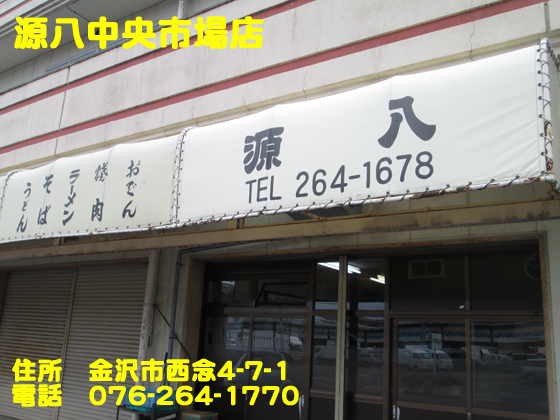 源八中央市場店
源八
TEL 264-1678
おでん
焼肉
ラーメン
そば
うどん
住所 金沢市西念4-7-1
電話 076-264-1770